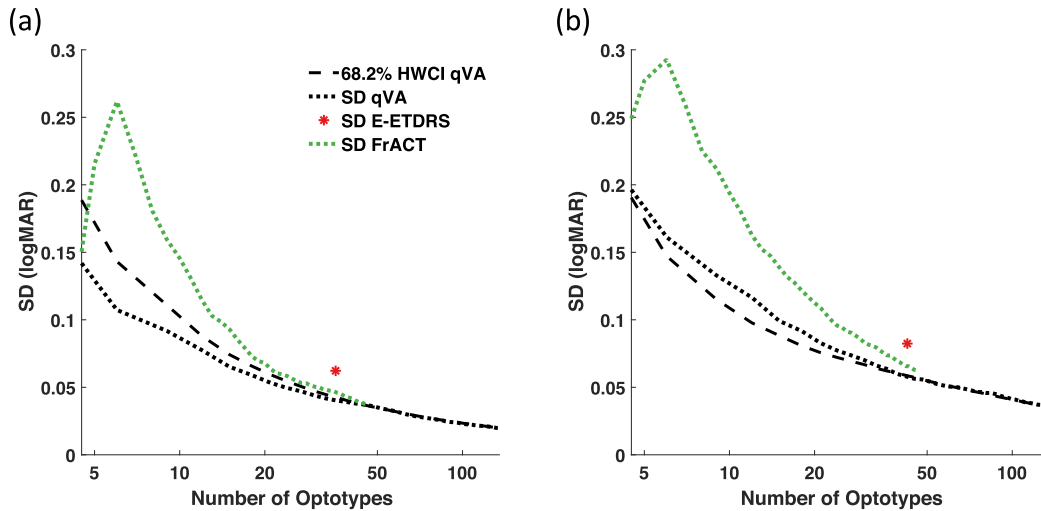 (a)
0.3
0.25
0.2
0.15
0.1
0.05
0
SD (logMAR)
5
10
20
50
100
Number of Optotypes
68.2% HWCI qVA
SD qVA
SD E-ETDRS
SD FrACT
(b)
0.3
0.25
0.2
0.15
0.1
0.05
0
SD (logMAR)
5
10
20
50
100
Number of Optotypes